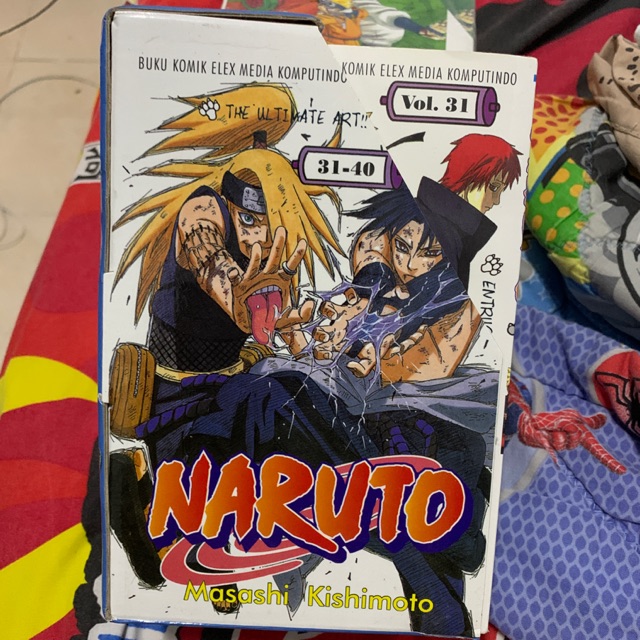 BUKU KOMIK ELEX MEDIA KOMPUTINDO
KOMIK ELEX MEDIA KOMPUTINDO
Vol. 31
THE ULTIMATE ART!!
31-40
NARUTO
Masashi Kishimoto